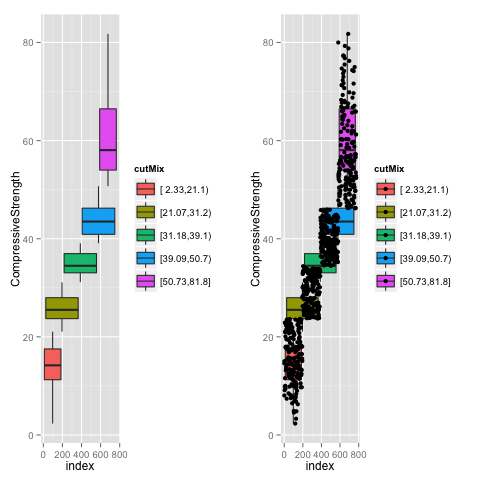 CompressiveStrength
80
60
40
20
0
0 200 400 600 800
index
cutMix
[ 2.33,21.1)
[21.07,31.2)
[31.18,39.1)
[39.09,50.7)
[50.73,81.8]
CompressiveStrength
80
60
40
20
0
0 200 400 600 800
index
cutMix
[ 2.33,21.1)
[21.07,31.2)
[31.18,39.1)
[39.09,50.7)
[50.73,81.8]